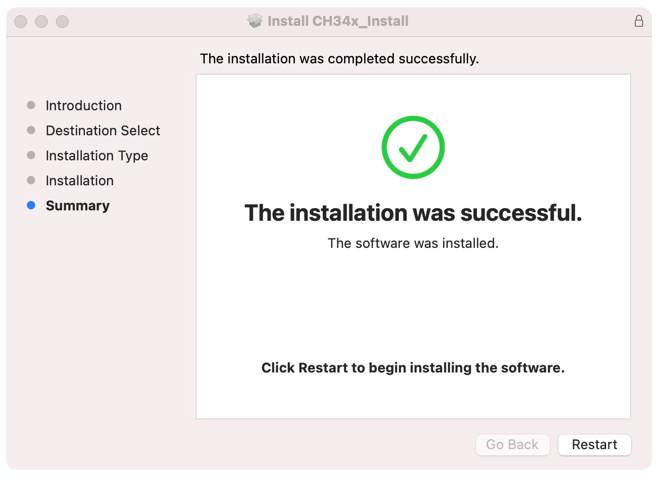 Install CH34x_Install
The installation was completed successfully.
Introduction
Destination Select
Installation Type
Installation
Summary
The installation was successful.
The software was installed.
Click Restart to begin installing the software.
Go Back
Restart